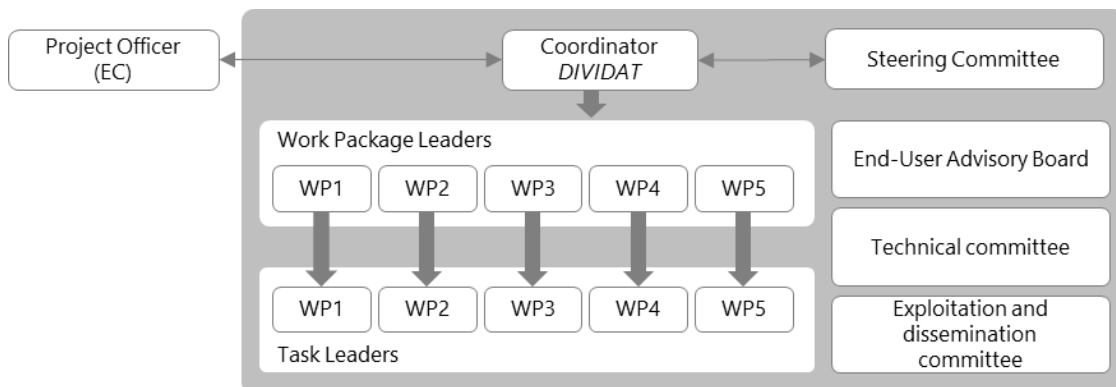 Project Officer
(EC)
Coordinator
DIVIDAT
Steering Committee
Work Package Leaders
WP1
WP2
WP3
WP4
WP5
End-User Advisory Board
Technical committee
WP1
WP2
WP3
WP4
WP5
Task Leaders
Exploitation and
dissemination
committee